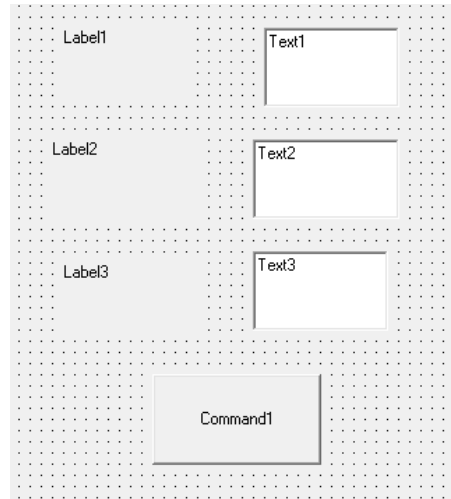 Label1
Text1
Label2
Text2
Label3
Text3
Command1